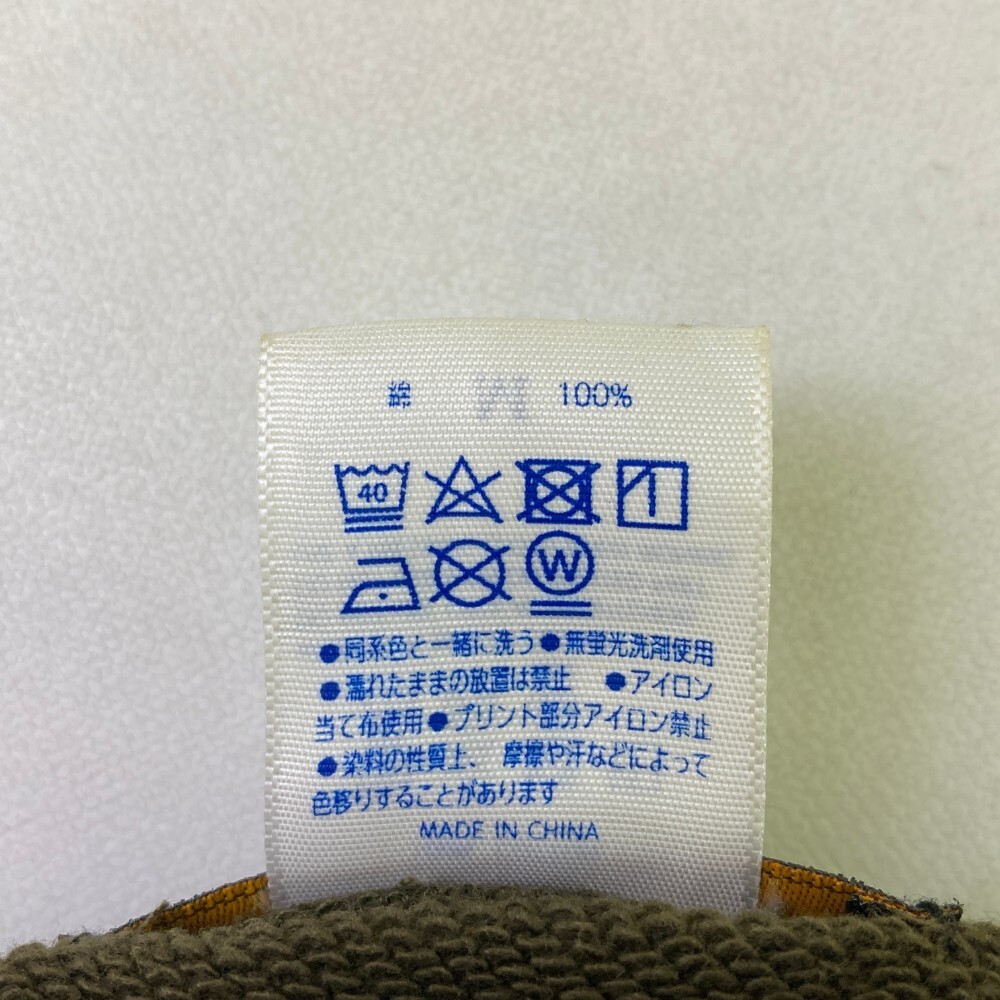 綿 100%
40
W
●同系色と一緒に洗う●無蛍光洗剤使用
●濡れたままの放置は禁止 ●アイロン
当て布使用●プリント部分アイロン禁止
●染料の性質上、摩擦や汗などによって
色移りすることがあります
MADE IN CHINA